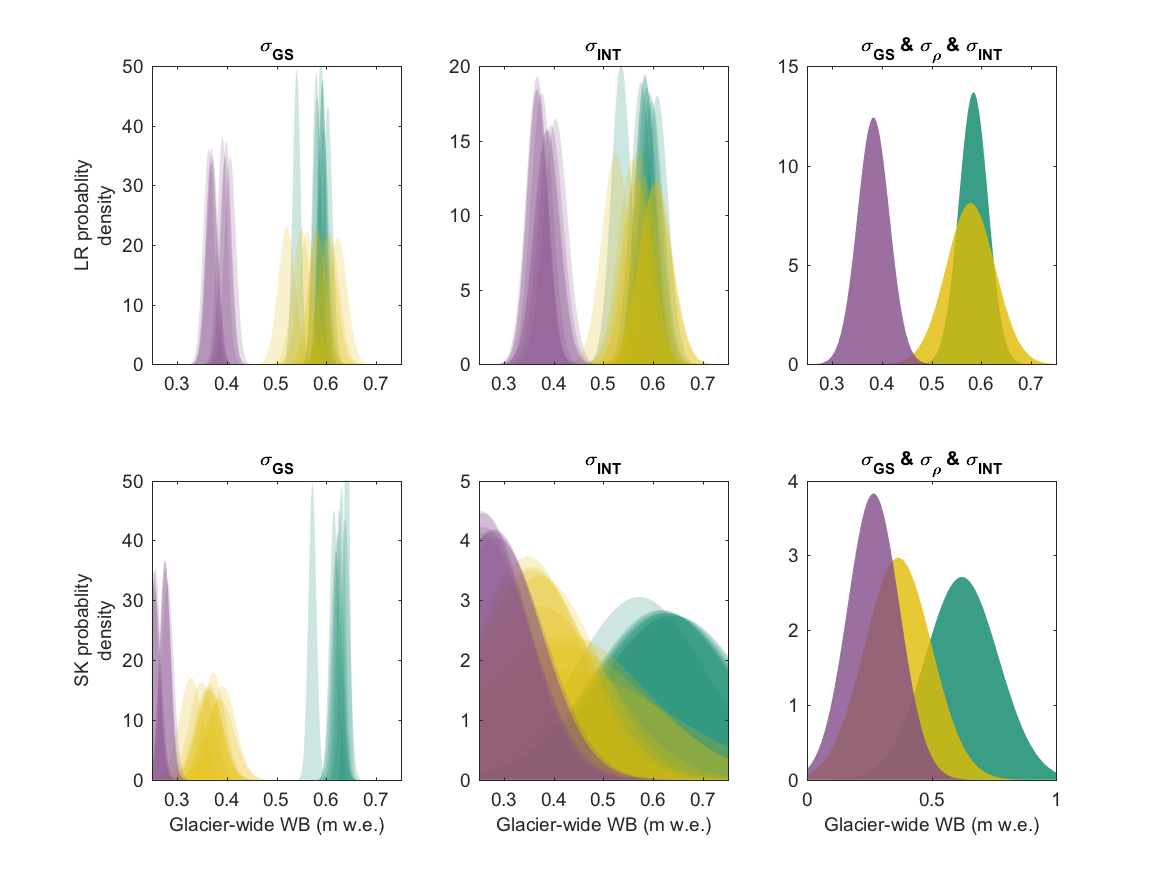 σGS
σINT
σGS & σρ & σINT
50
40
30
20
10
0
LR probablity
density
0.3 0.4 0.5 0.6 0.7
20
15
10
5
0
0.3 0.4 0.5 0.6 0.7
15
10
5
0
0.3 0.4 0.5 0.6 0.7
σGS
σINT
σGS & σρ & σINT
50
40
30
20
10
0
SK probablity
density
0.3 0.4 0.5 0.6 0.7
Glacier-wide WB (m w.e.)
5
4
3
2
1
0
0.3 0.4 0.5 0.6 0.7
Glacier-wide WB (m w.e.)
4
3
2
1
0
0 0.5 1
Glacier-wide WB (m w.e.)